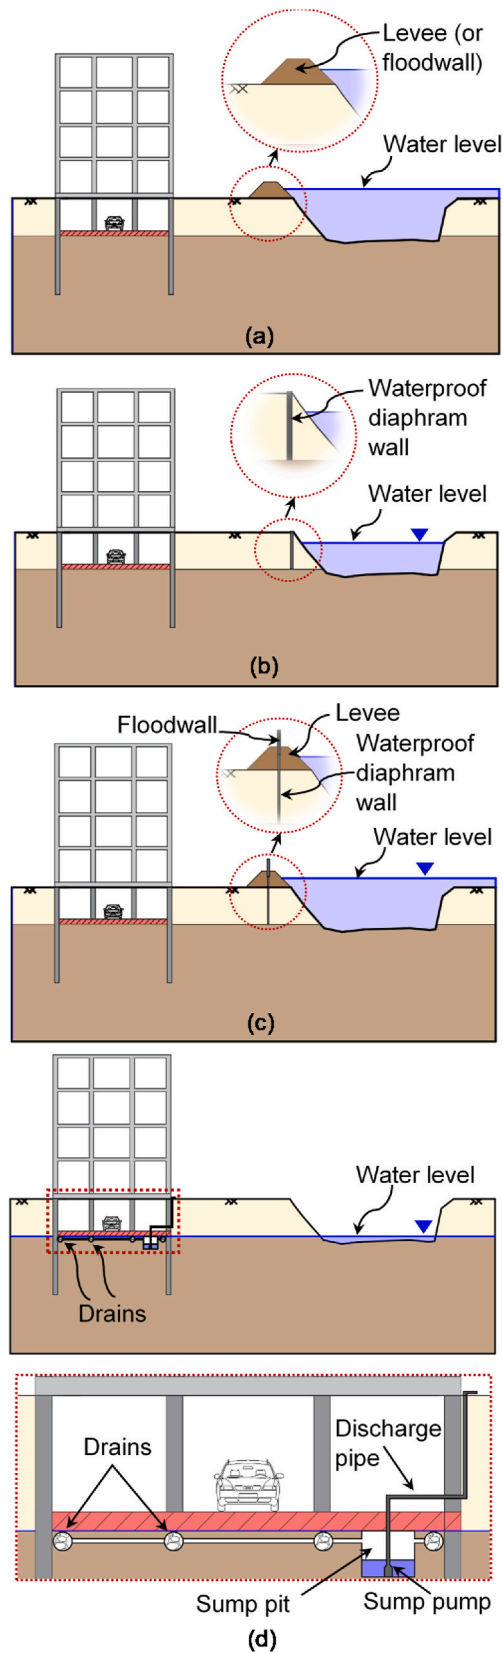 Levee (or
floodwall)
Water level
(a)
Waterproof
diaphram
wall
Water level
(b)
Floodwall
Levee
Waterproof
diaphram
wall
Water level
(c)
Water level
Drains
Drains
Discharge
pipe
Sump pit
Sump pump
(d)